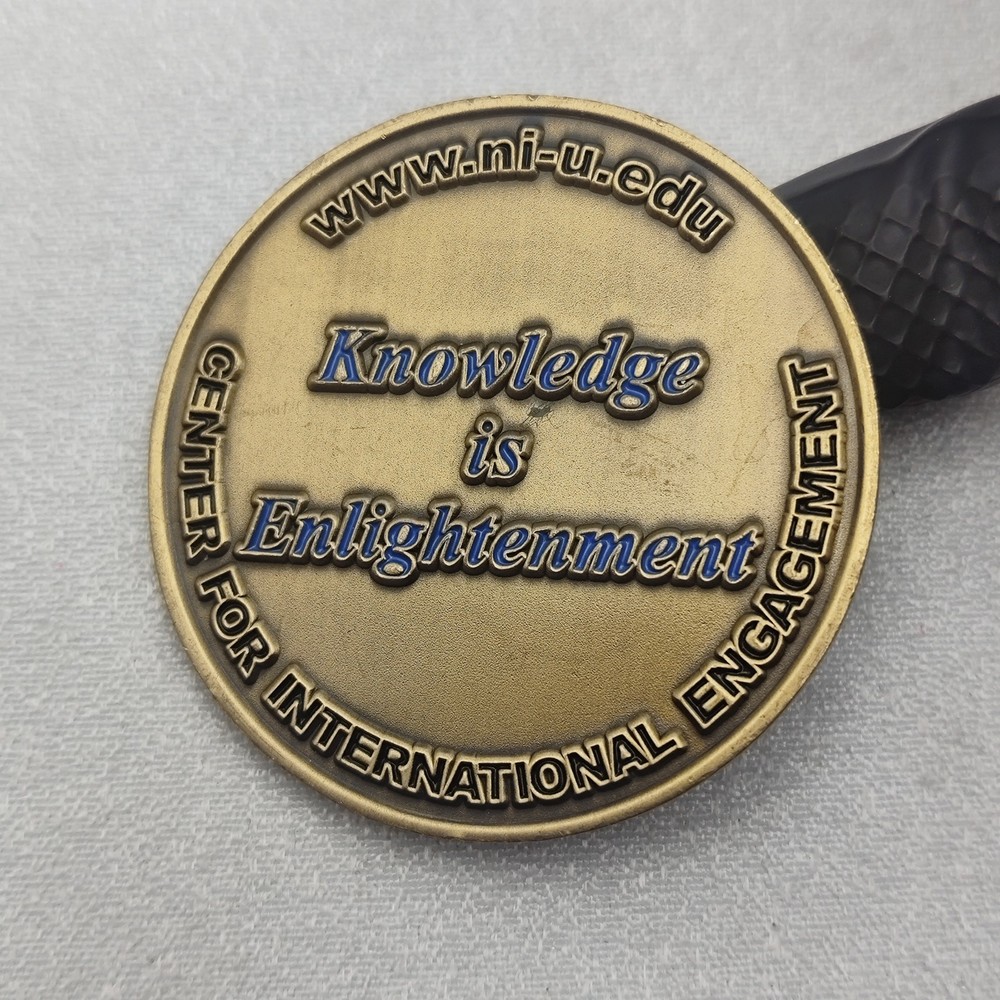 www.ni-u.edu
Knowledge
is
Enlightenment
CENTER FOR INTERNATIONAL ENGAGEMENT